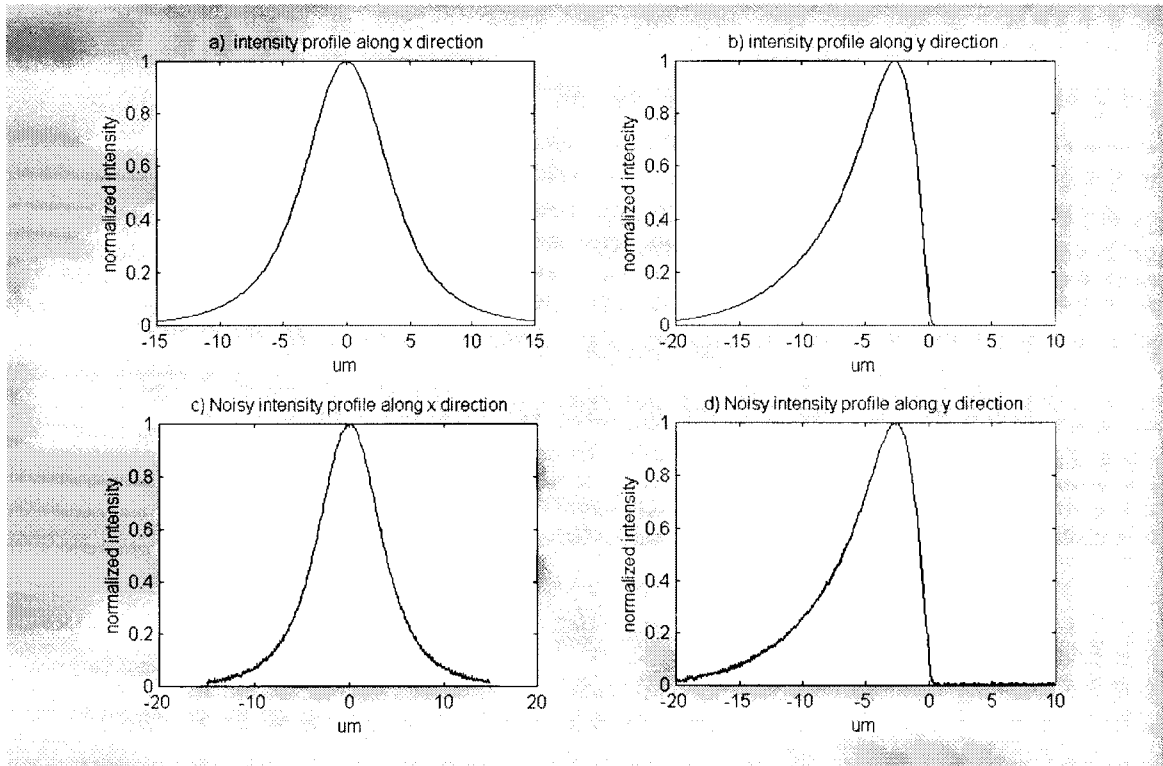 a) intensity profile along x direction
normalized intensity
1
0.8
0.6
0.4
0.2
0
-15 -10 -5 0 5 10 15
um
b) intensity profile along y direction
normalized intensity
1
0.8
0.6
0.4
0.2
0
-20 -15 -10 -5 0 5 10
um
c) Noisy intensity profile along x direction
normalized intensity
1
0.8
0.6
0.4
0.2
0
-20 -10 0 10 20
um
d) Noisy intensity profile along y direction
normalized intensity
1
0.8
0.6
0.4
0.2
0
-20 -15 -10 -5 0 5 10
um